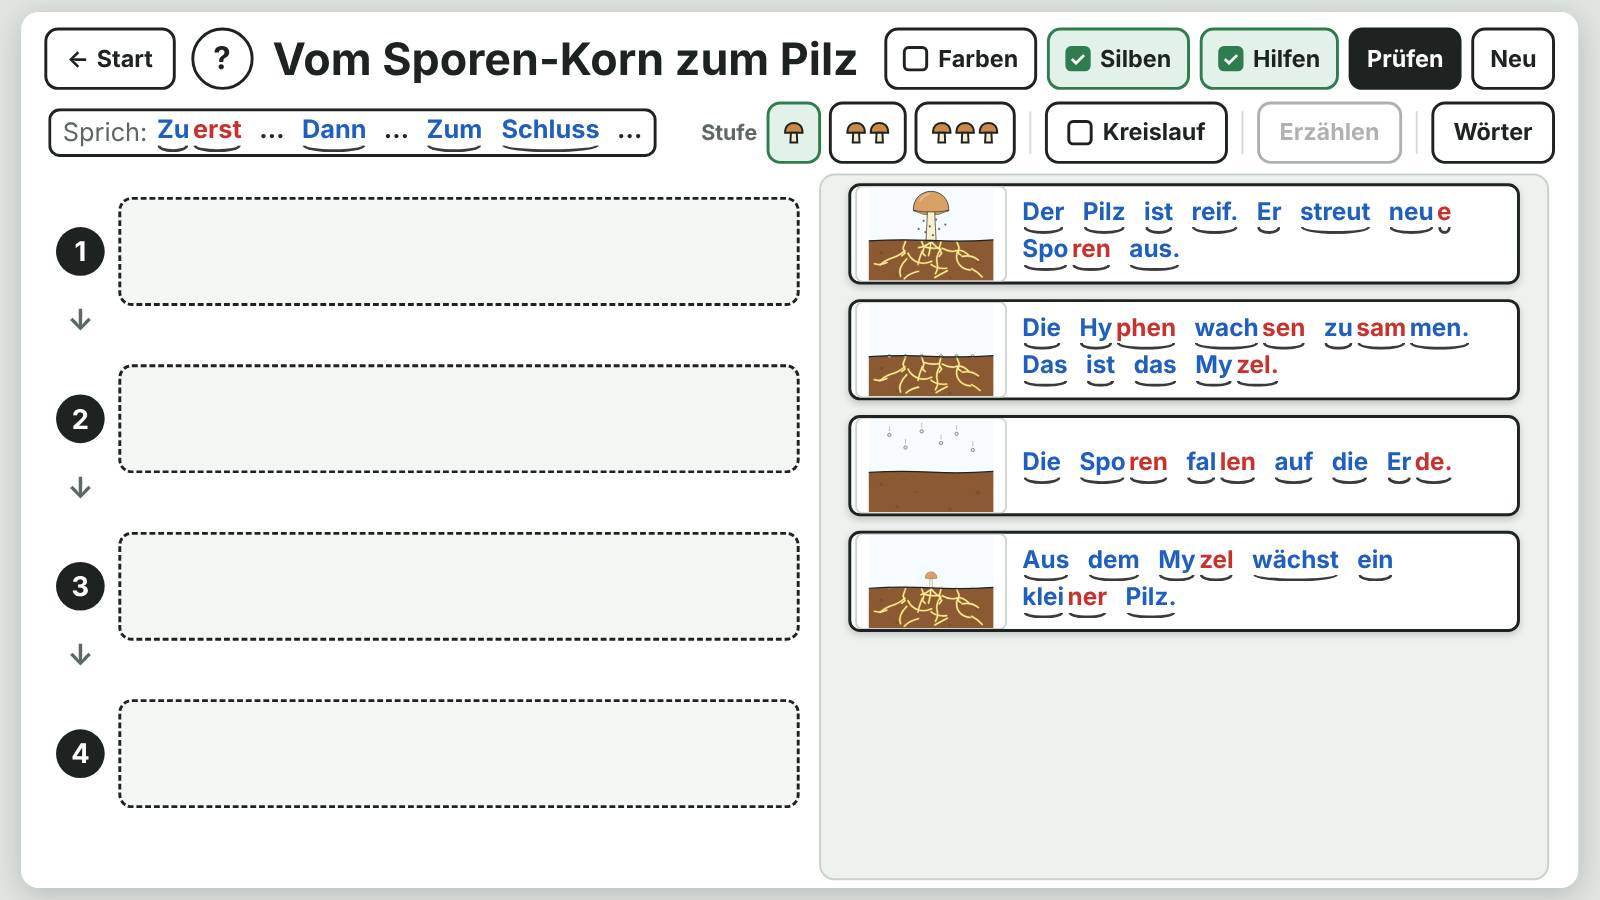 ← Start
?
Vom Sporen-Korn zum Pilz
Farben
Silben
Hilfen
Prüfen
Neu
Sprich: Zuerst ... Dann ... Zum Schluss ...
Stufe
Kreislauf
Erzählen
Wörter
1
2
3
4
Der Pilz ist reif. Er streut neue
Sporen aus.
Die Hyphen wachsen zusammen.
Das ist das Myzel.
Die Sporen fallen auf die Erde.
Aus dem Myzel wächst ein
kleiner Pilz.